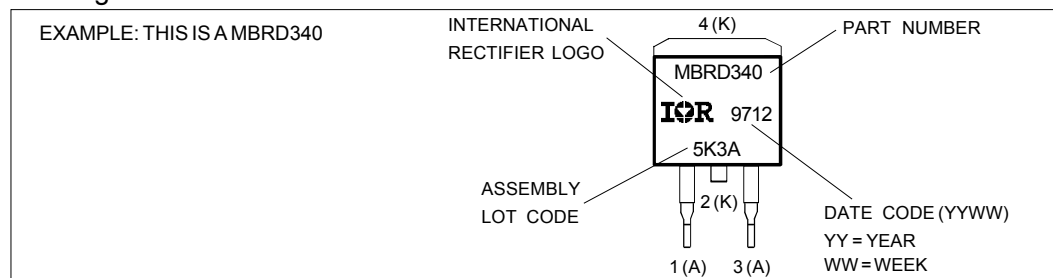 EXAMPLE: THIS IS A MBRD340
INTERNATIONAL
RECTIFIER LOGO
4 (K)
PART NUMBER
MBRD340
IOR 9712
5K3A
ASSEMBLY
LOT CODE
2 (K)
DATE CODE (YYWW)
YY = YEAR
WW = WEEK
1 (A) 3 (A)